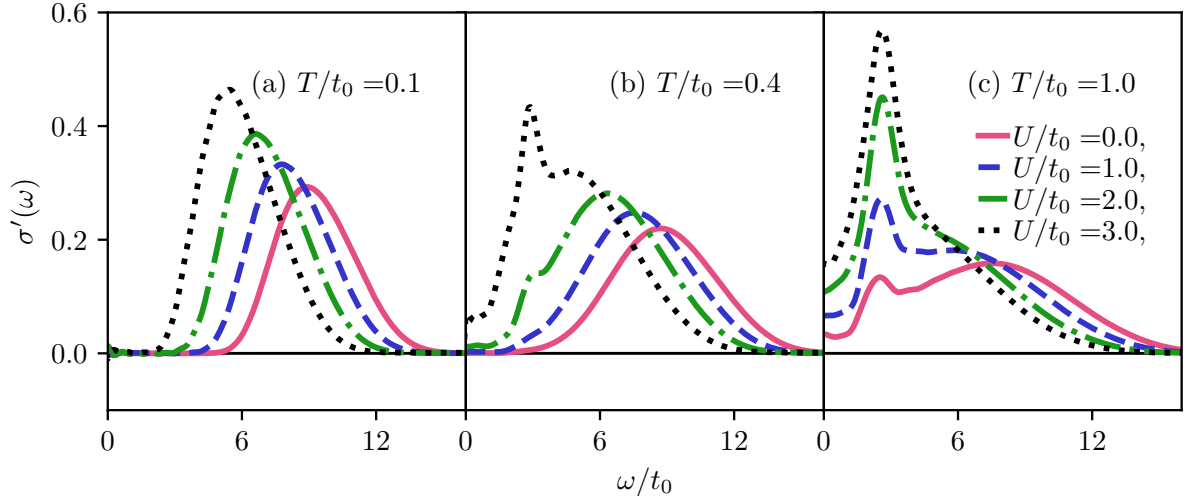 0.6
(a) T/t₀ =0.1
(b) T/t₀ =0.4
(c) T/t₀ =1.0
U/t₀ =0.0,
U/t₀ =1.0,
U/t₀ =2.0,
U/t₀ =3.0,
0.4
0.2
0.0
σ′(ω)
0 6 12 0 6 12 0 6 12
ω/t₀